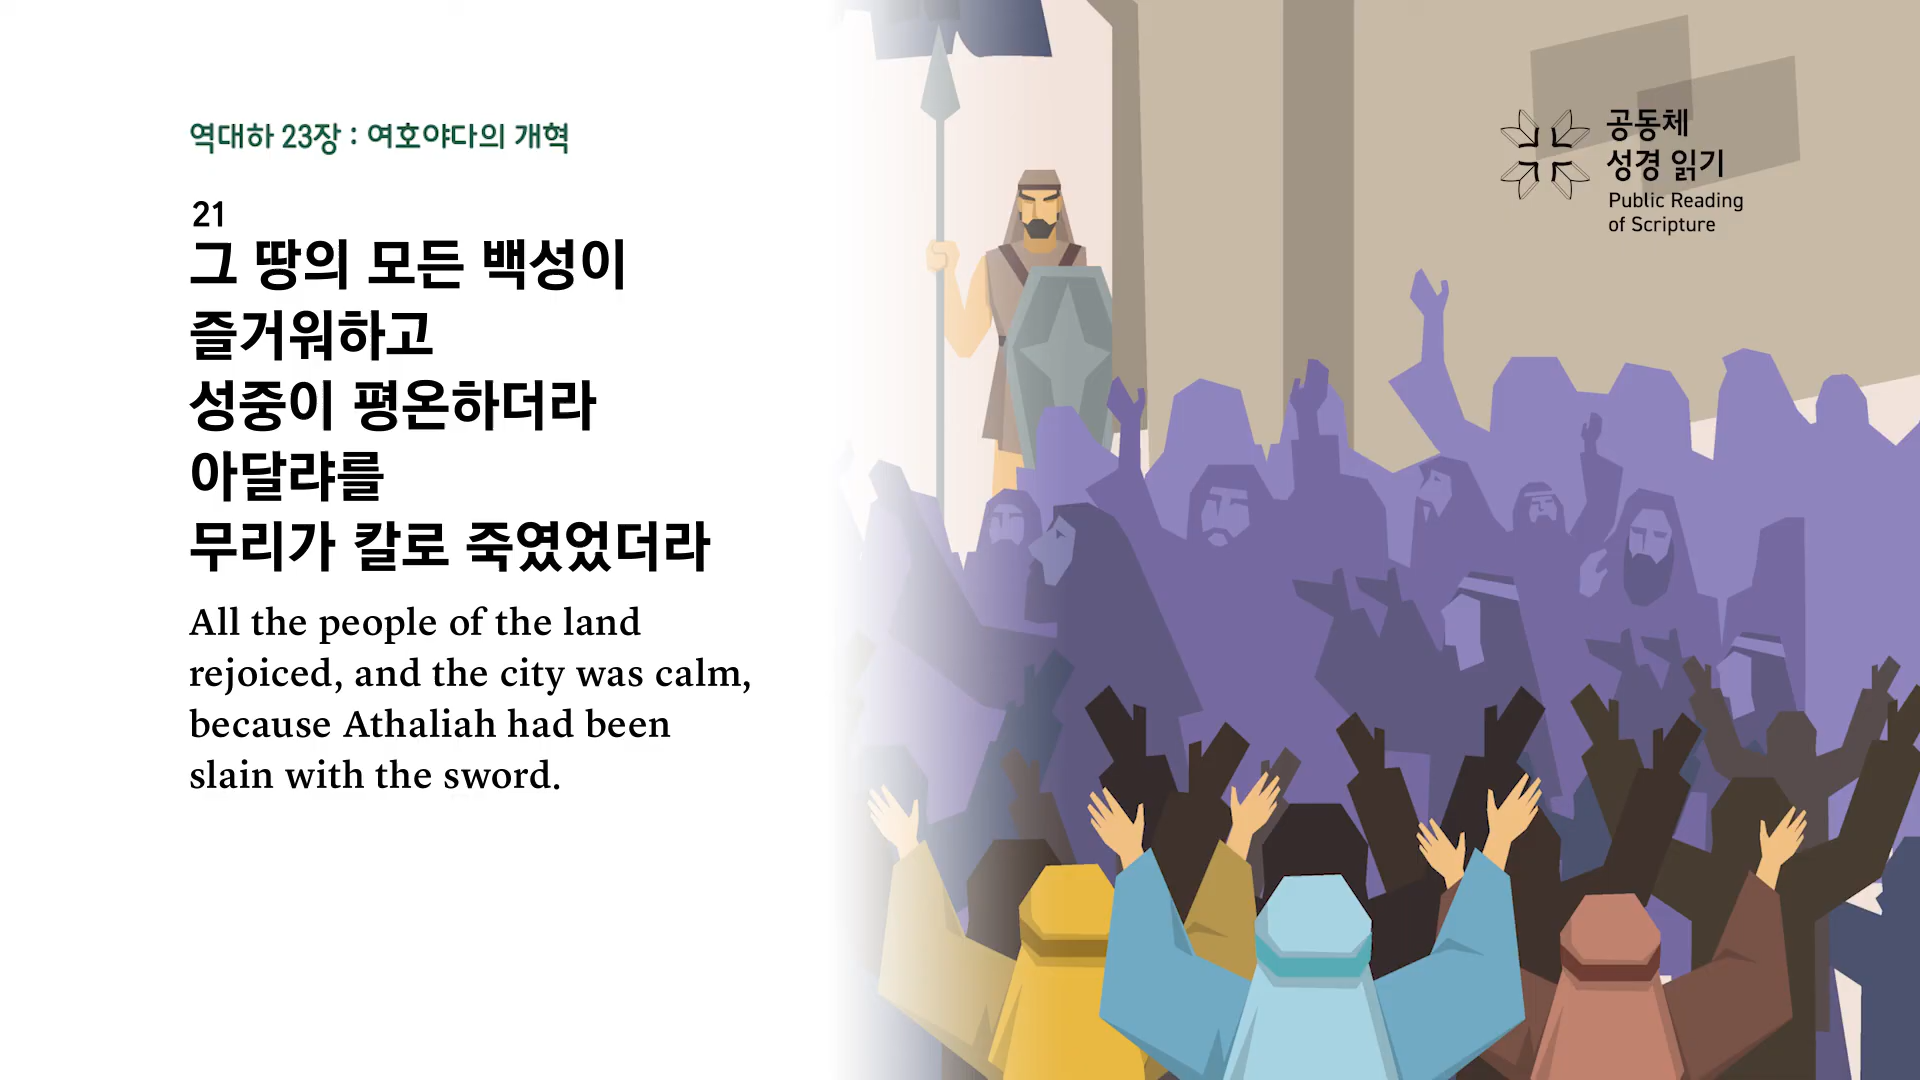 역대하 23장 : 여호야다의 개혁
21
그 땅의 모든 백성이
즐거워하고
성중이 평온하더라
아달랴를
무리가 칼로 죽였었더라
All the people of the land
rejoiced, and the city was calm,
because Athaliah had been
slain with the sword.
공동체
성경 읽기
Public Reading
of Scripture